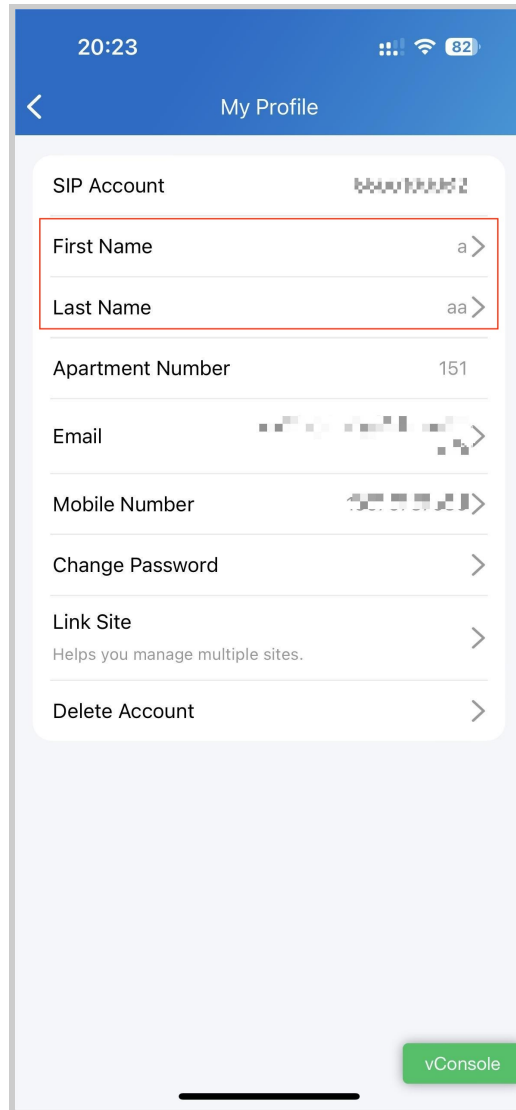 20:23
82
My Profile
SIP Account
First Name a
Last Name aa
Apartment Number 151
Email
Mobile Number
Change Password
Link Site
Helps you manage multiple sites.
Delete Account
vConsole